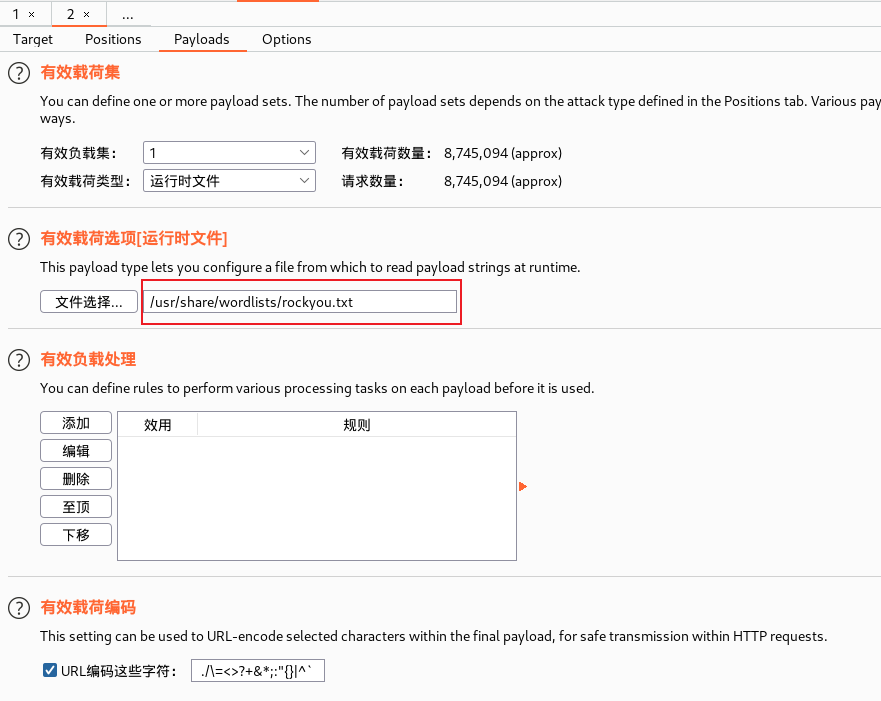 1 × 2 × ...
Target Positions Payloads Options
? 有效载荷集
You can define one or more payload sets. The number of payload sets depends on the attack type defined in the Positions tab. Various pay
ways.
有效负载集： 1 有效载荷数量： 8,745,094 (approx)
有效载荷类型： 运行时文件 请求数量： 8,745,094 (approx)
? 有效载荷选项[运行时文件]
This payload type lets you configure a file from which to read payload strings at runtime.
文件选择... /usr/share/wordlists/rockyou.txt
? 有效负载处理
You can define rules to perform various processing tasks on each payload before it is used.
添加 效用 规则
编辑
删除
至顶
下移
? 有效载荷编码
This setting can be used to URL-encode selected characters within the final payload, for safe transmission within HTTP requests.
URL编码这些字符： ./\=<>?+&*;:"{}|^`